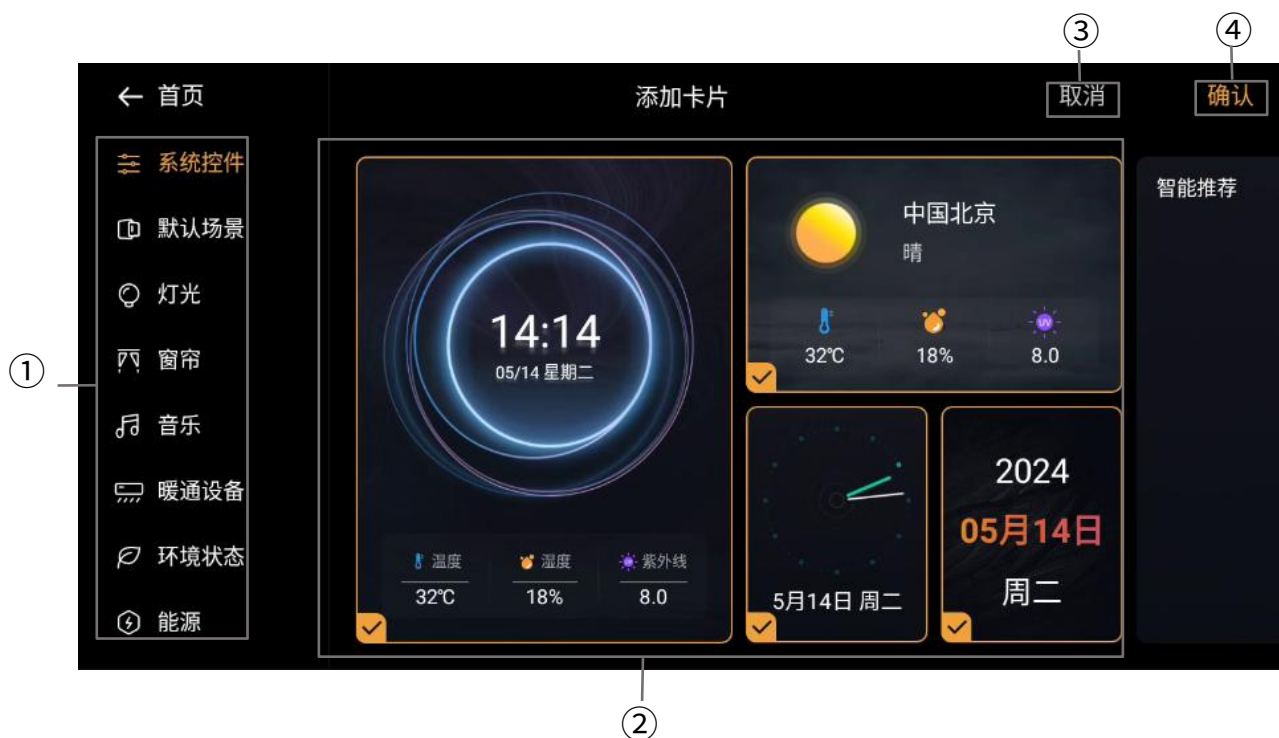 ③
④
首页
添加卡片
取消
确认
①
系统控件
默认场景
灯光
窗帘
音乐
暖通设备
环境状态
能源
14:14
05/14 星期二
温度
湿度
紫外线
32℃
18%
8.0
中国北京
晴
UV
32℃
18%
8.0
5月14日 周二
2024
05月14日
周二
智能推荐
②